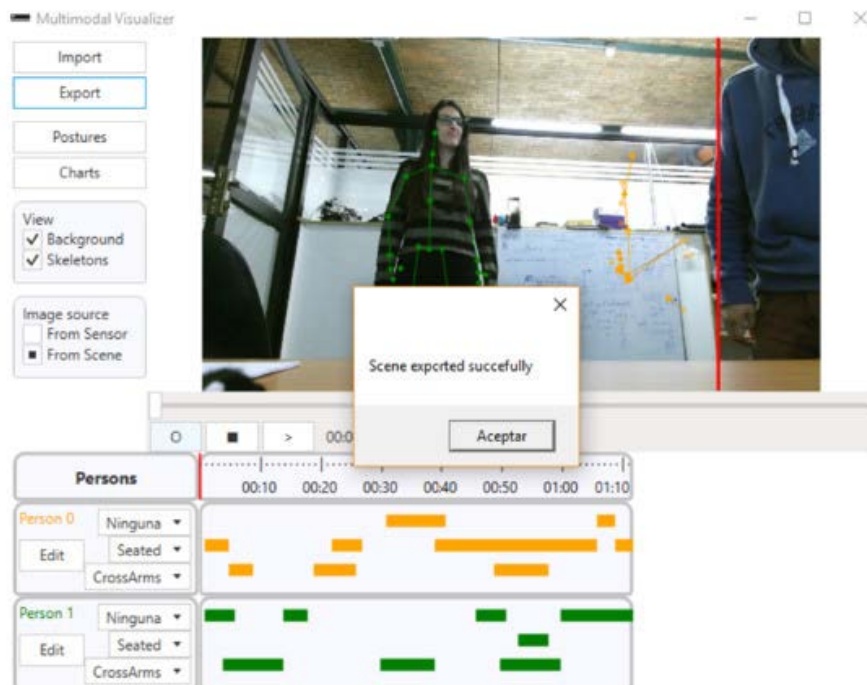 Multimodal Visualizer
Import
Export
Postures
Charts
View
Background
Skeletons
Image source
From Sensor
From Scene
Scene exported succefully
Aceptar
O ■ > 00:0
Persons
00:10 00:20 00:30 00:40 00:50 01:00 01:10
Person 0
Ninguna
Edit
Seated
CrossArms
Person 1
Ninguna
Edit
Seated
CrossArms